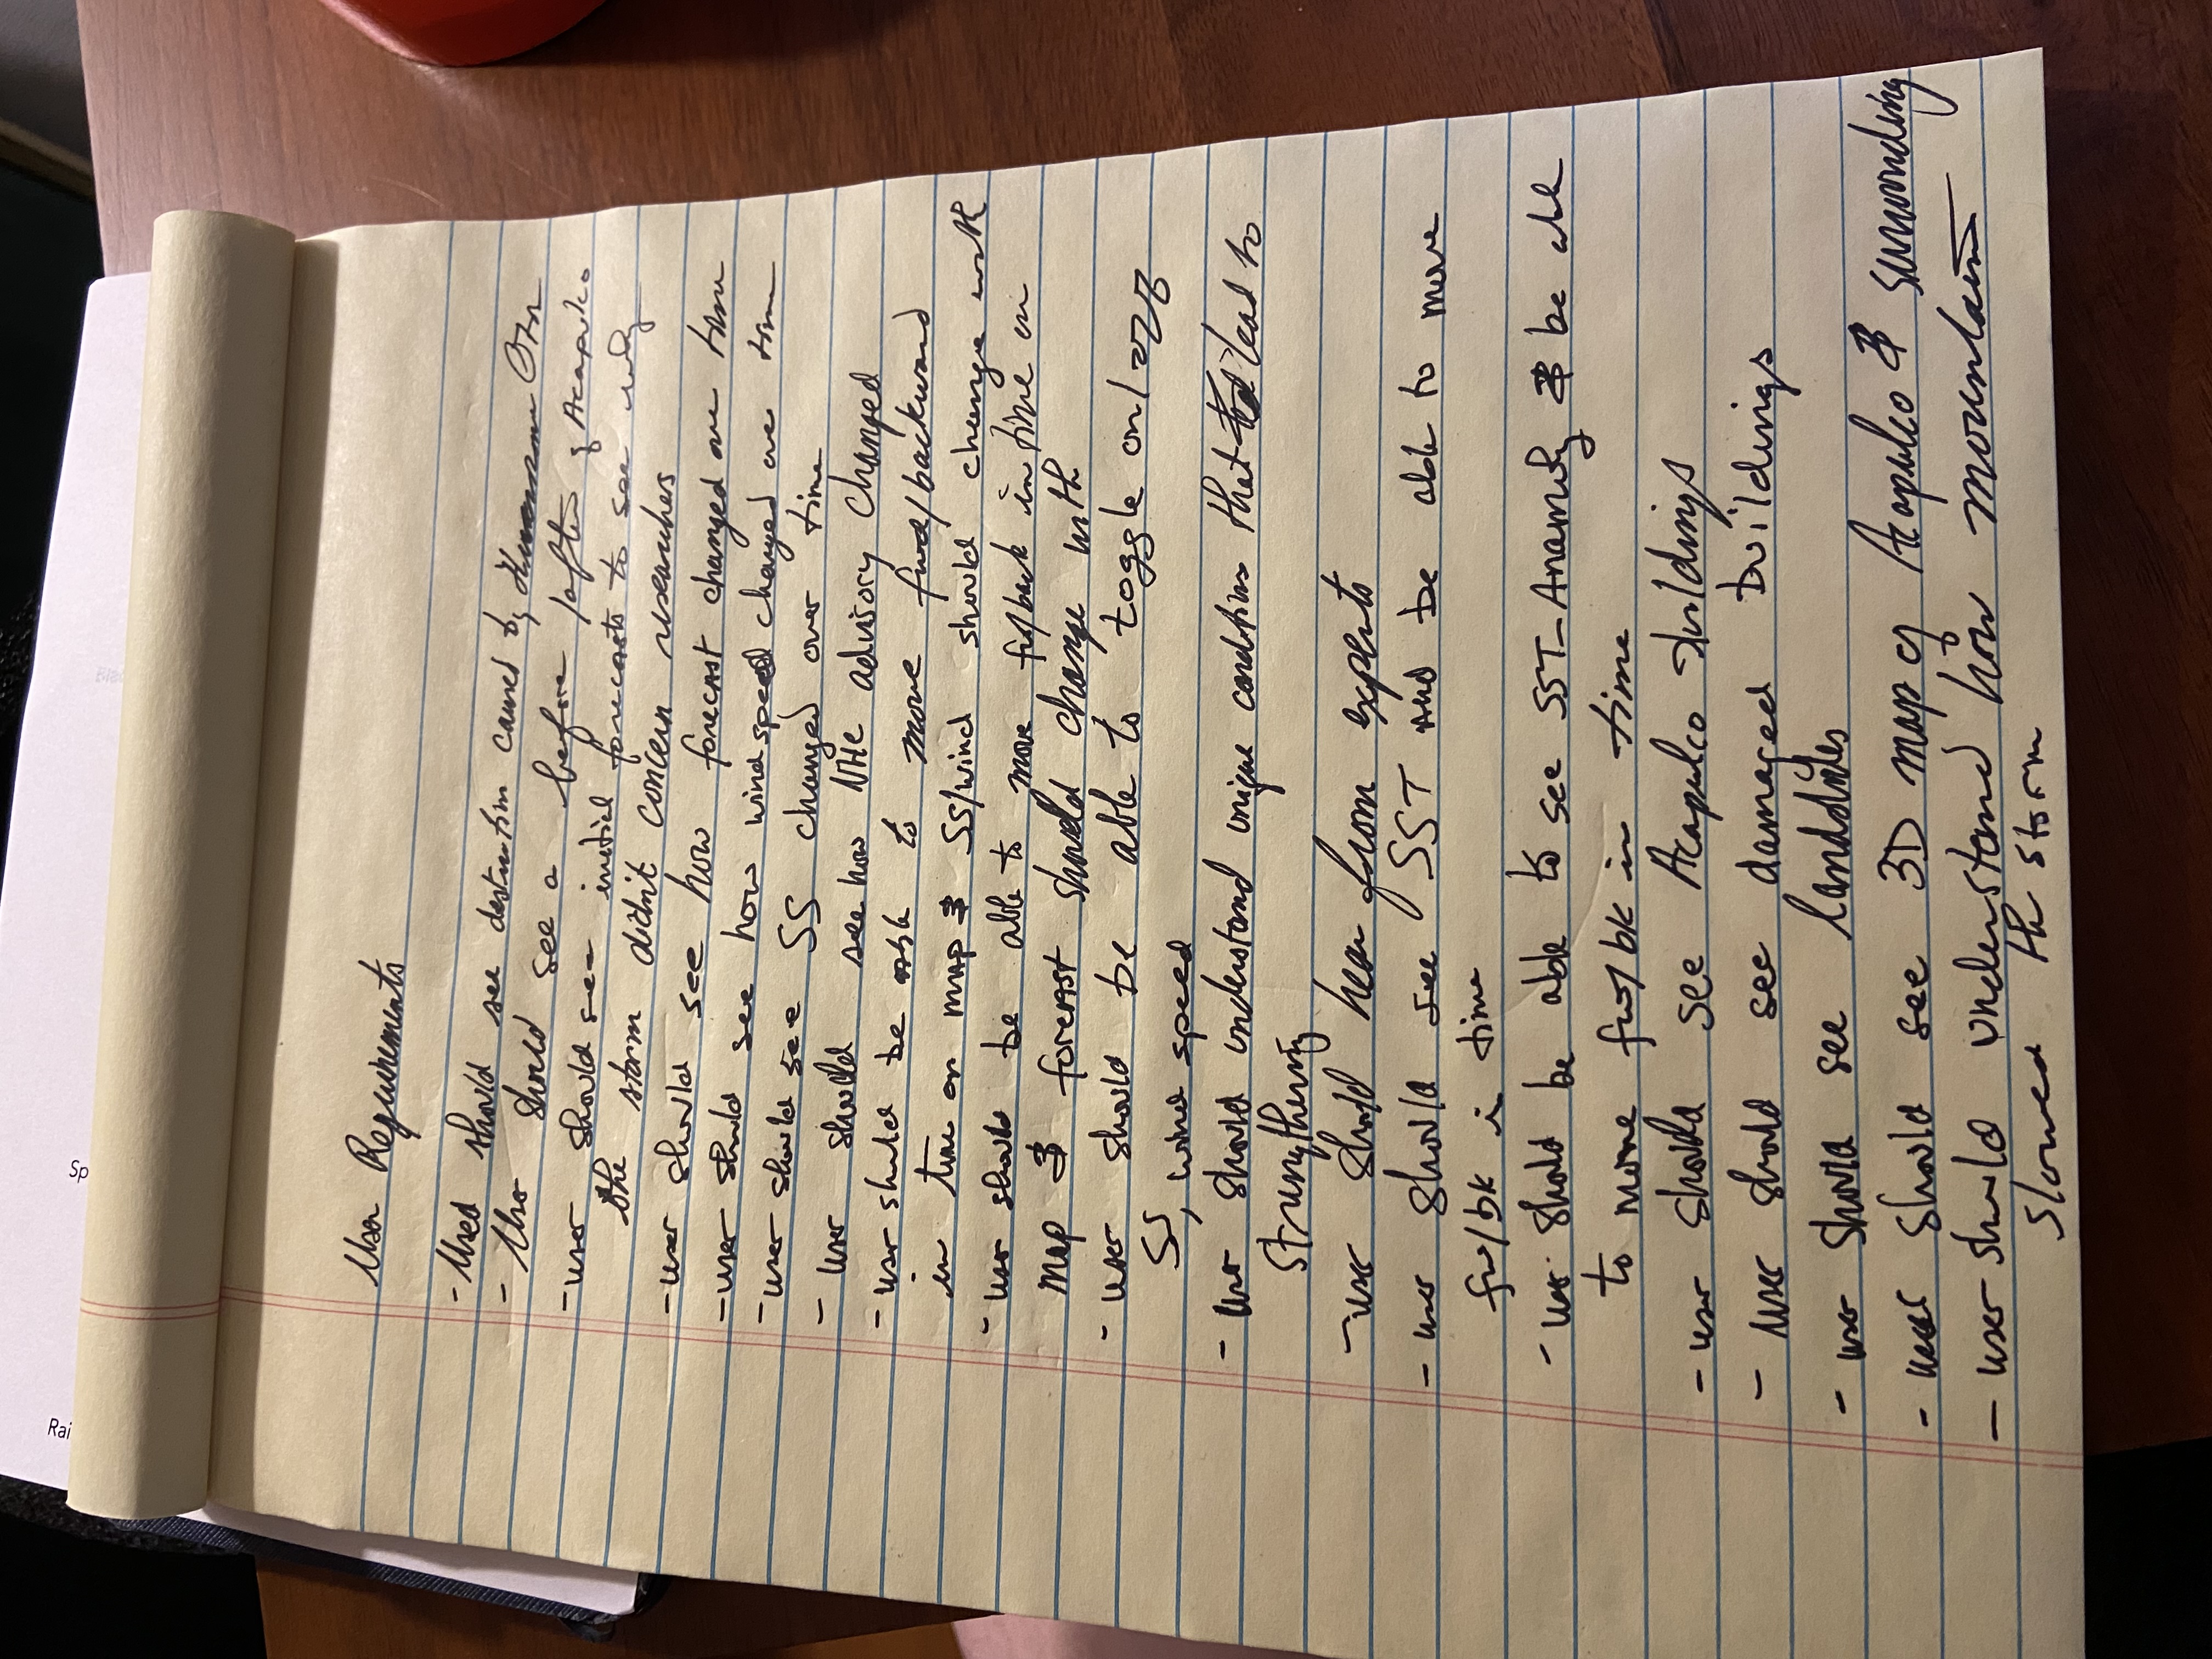 Rai
Sp
User Requirements
- Used should see destruction caused by Otis
- User should see a before / after of Acapulco
- user should see initial forecasts to see why
the storm didn't concern researchers
- user should see how forecast changed over time
- user should see how wind speed changed over time
- user should see SS changed over time
- user should see how NHC advisory changed
- user should be able to move fwd/backward
in time on map & SS/wind should change with
- user should be able to move fw/back in time on
map & forecast should change with
- user should be able to toggle on/off
SS, wind speed
- user should understand unique conditions that lead to
strengthening
- user should hear from experts
- user should see SST and be able to move
fw/bk in time
- user should be able to see SST-Anamoly & be able
to move fw/bk in time
- user should see Acapulco buildings
- user should see damaged buildings
- user should see landslides
- user should see 3D map of Acapulco & surrounding
- user should understand how mountains
slowed the storm